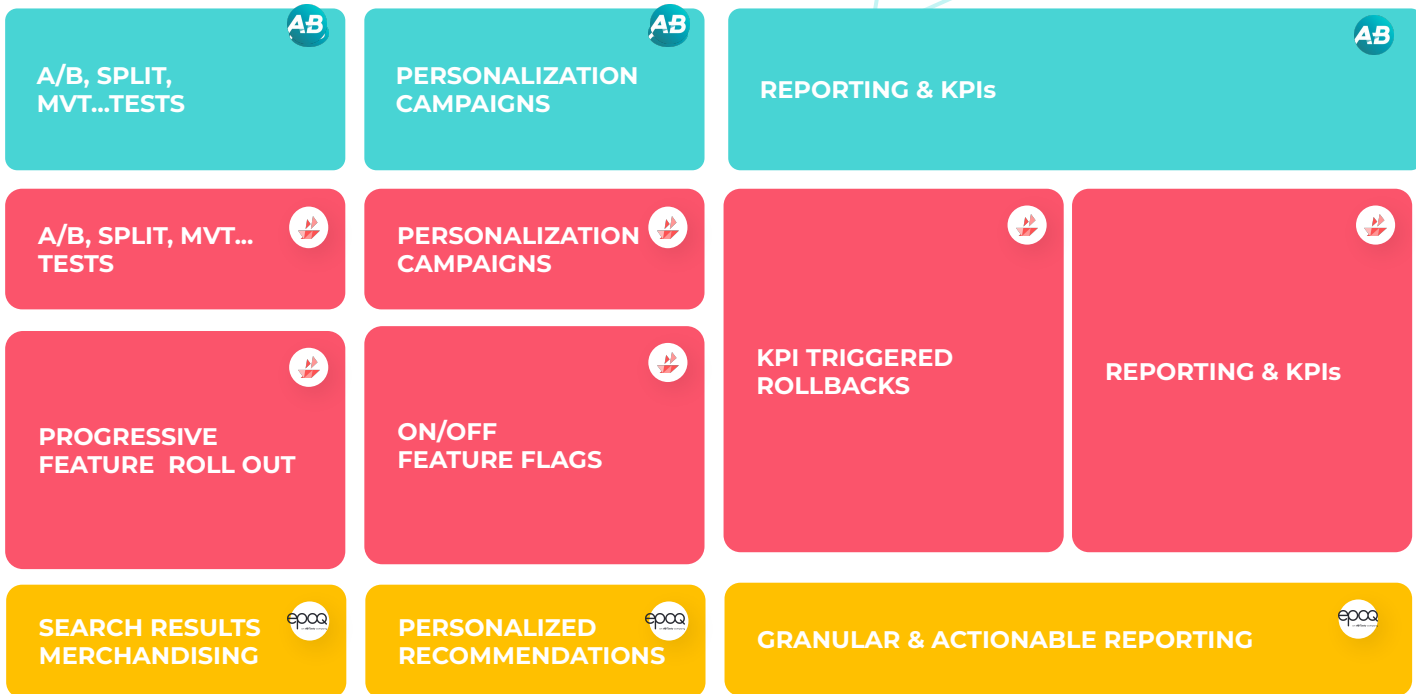 AB
A/B, SPLIT,
MVT...TESTS
AB
PERSONALIZATION
CAMPAIGNS
AB
REPORTING & KPIs
A/B, SPLIT, MVT...
TESTS
PERSONALIZATION
CAMPAIGNS
KPI TRIGGERED
ROLLBACKS
REPORTING & KPIs
PROGRESSIVE
FEATURE  ROLL OUT
ON/OFF
FEATURE FLAGS
epoq
SEARCH RESULTS
MERCHANDISING
epoq
PERSONALIZED
RECOMMENDATIONS
epoq
GRANULAR & ACTIONABLE REPORTING